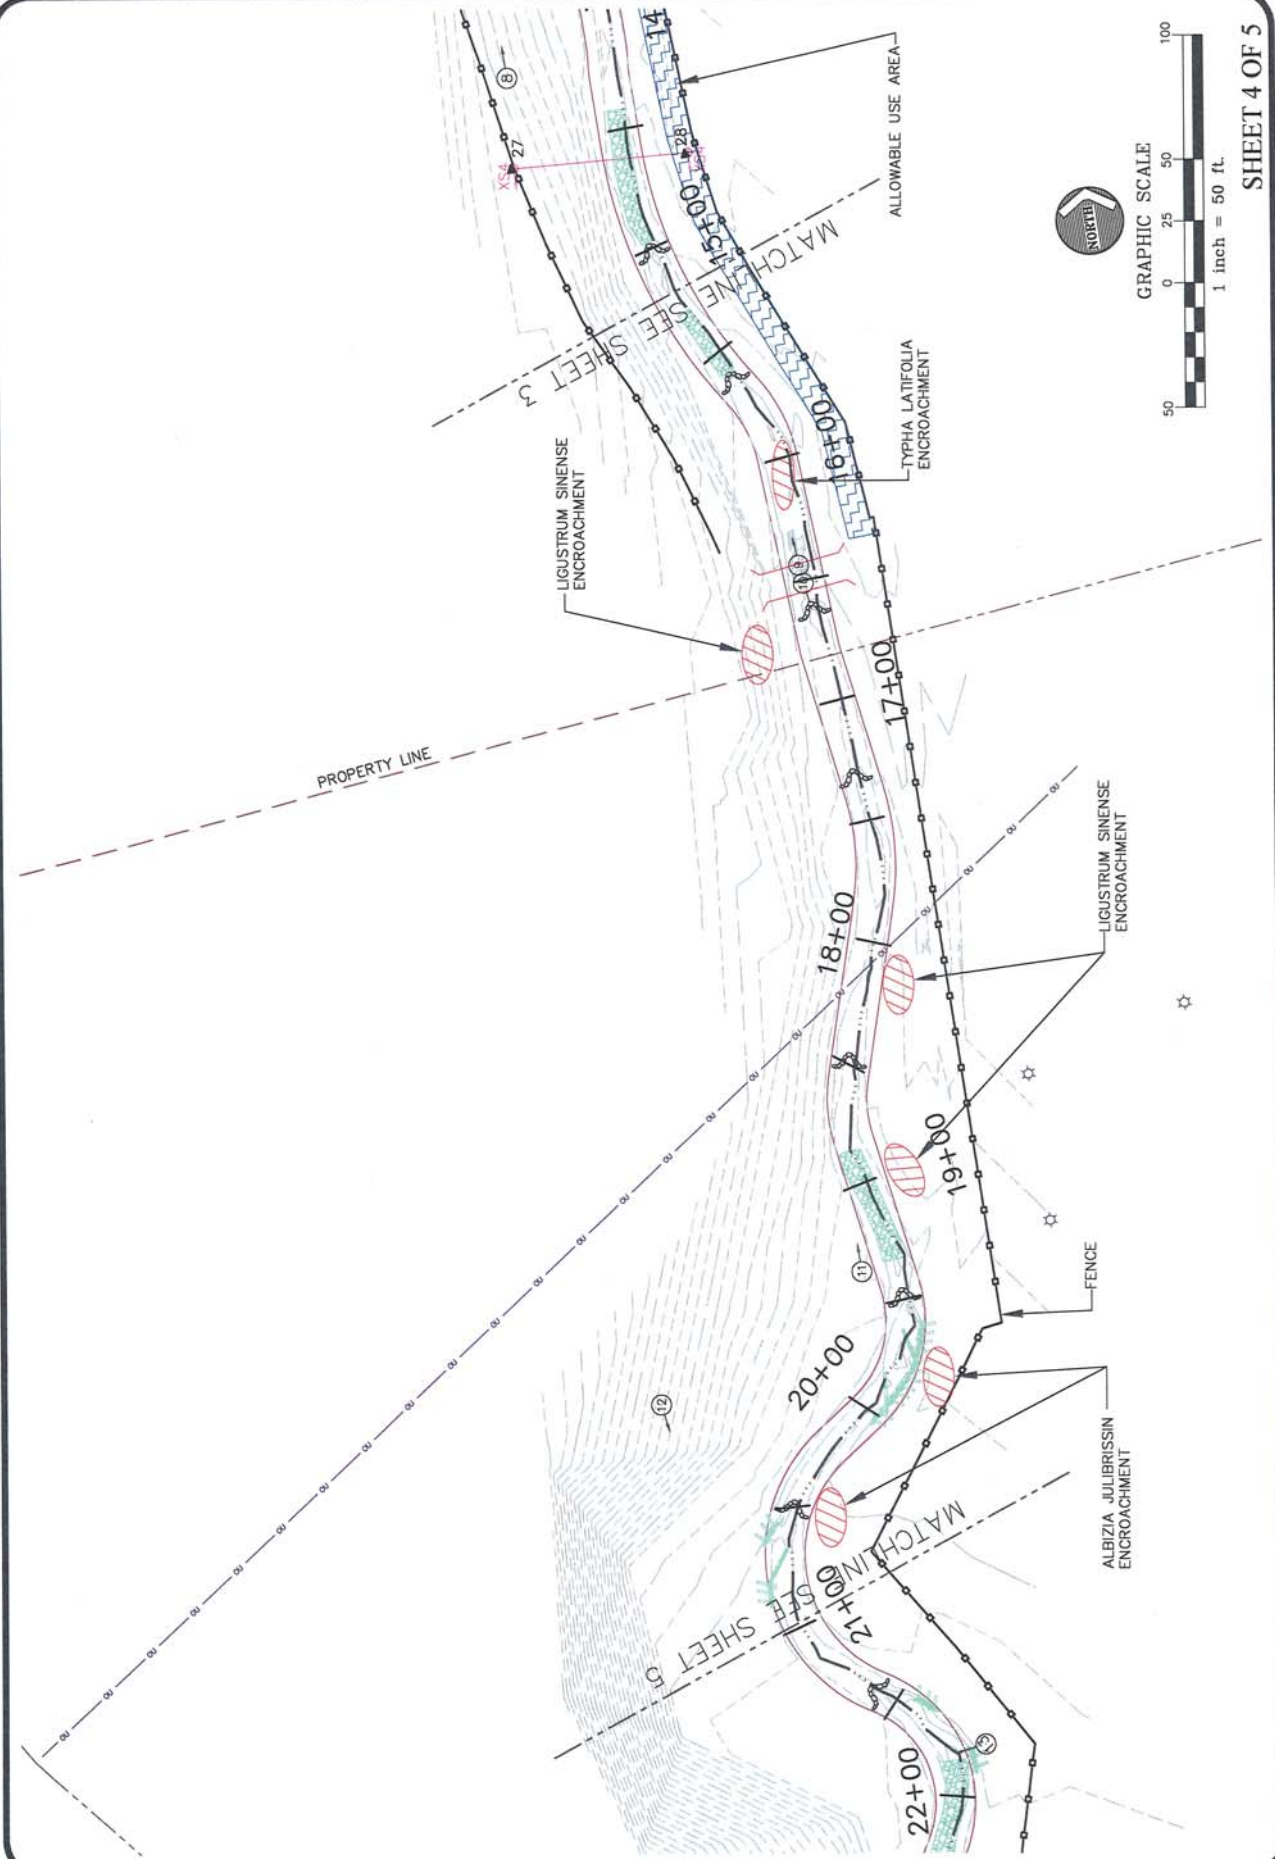 14
8
27
XS4
28
ALLOWABLE USE AREA
15+00
MATCHLINE SEE SHEET 3
100
50
25
0
50
GRAPHIC SCALE
1 inch = 50 ft.
NORTH
SHEET 4 OF 5
TYPHA LATIFOLIA
ENCROACHMENT
16+00
LIGUSTRUM SINENSE
ENCROACHMENT
9
10
17+00
PROPERTY LINE
LIGUSTRUM SINENSE
ENCROACHMENT
18+00
OU
19+00
11
FENCE
20+00
12
ALBIZIA JULIBRISSIN
ENCROACHMENT
MATCHLINE SEE SHEET 5
21+00
22+00
13